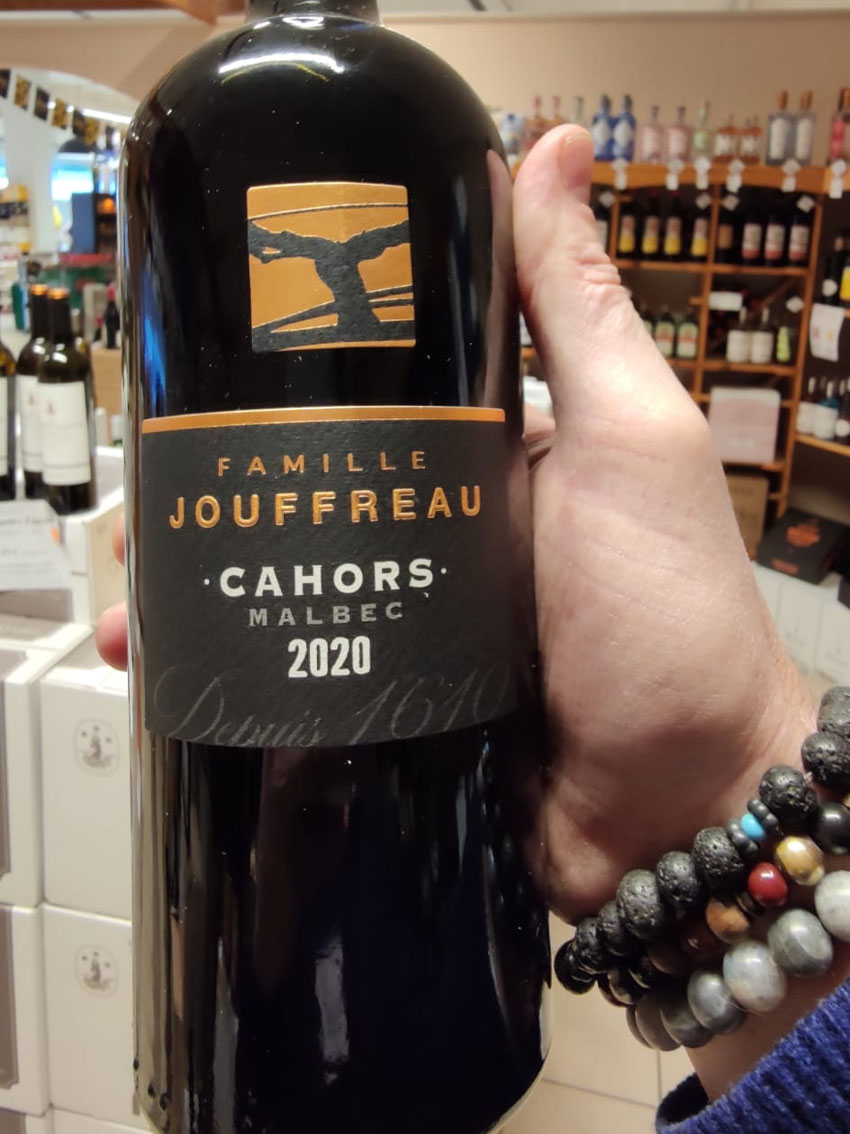 FAMILLE
JOUFFREAU
·CAHORS·
MALBEC
2020
Depuis 1610